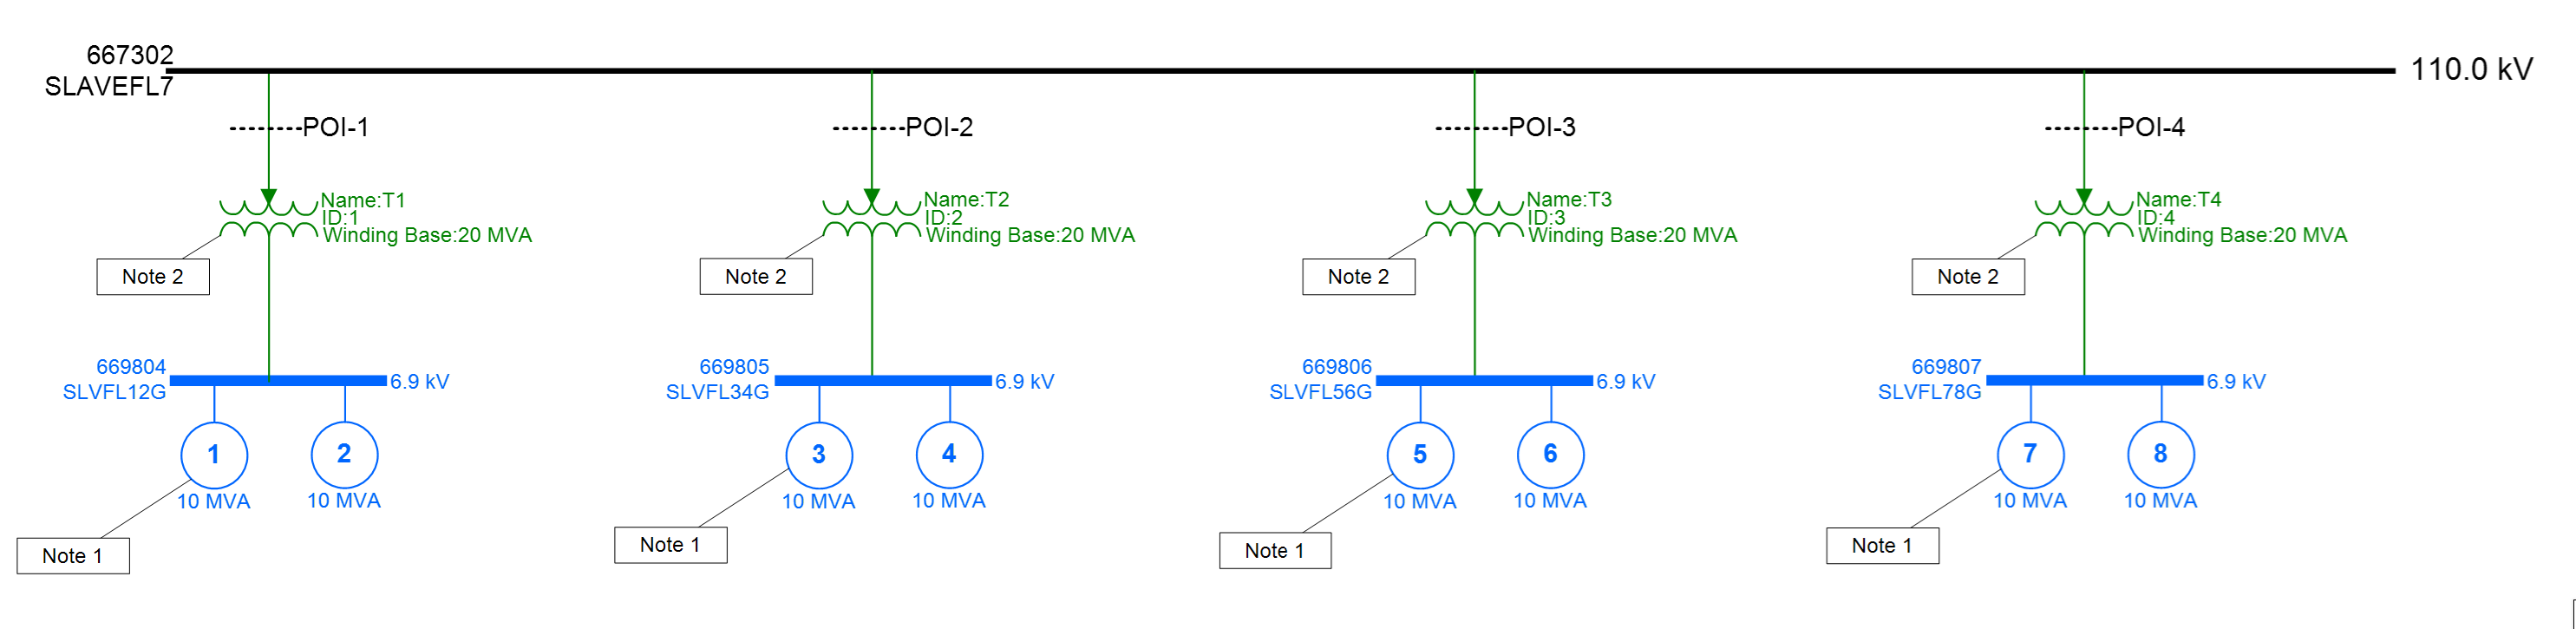 667302
SLAVEFL7
110.0 kV
POI-1
POI-2
POI-3
POI-4
Name:T1
ID:1
Winding Base:20 MVA
Name:T2
ID:2
Winding Base:20 MVA
Name:T3
ID:3
Winding Base:20 MVA
Name:T4
ID:4
Winding Base:20 MVA
Note 2
Note 2
Note 2
Note 2
669804
SLVFL12G
6.9 kV
669805
SLVFL34G
6.9 kV
669806
SLVFL56G
6.9 kV
669807
SLVFL78G
6.9 kV
1
2
3
4
5
6
7
8
10 MVA
10 MVA
10 MVA
10 MVA
10 MVA
10 MVA
10 MVA
10 MVA
Note 1
Note 1
Note 1
Note 1